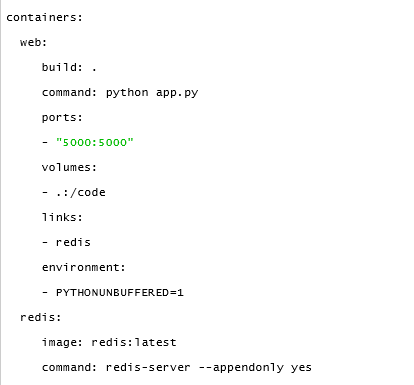 containers:
  web:
     build: .
     command: python app.py
     ports:
     - "5000:5000"
     volumes:
     - .:/code
     links:
     - redis
     environment:
     - PYTHONUNBUFFERED=1
  redis:
     image: redis:latest
     command: redis-server --appendonly yes